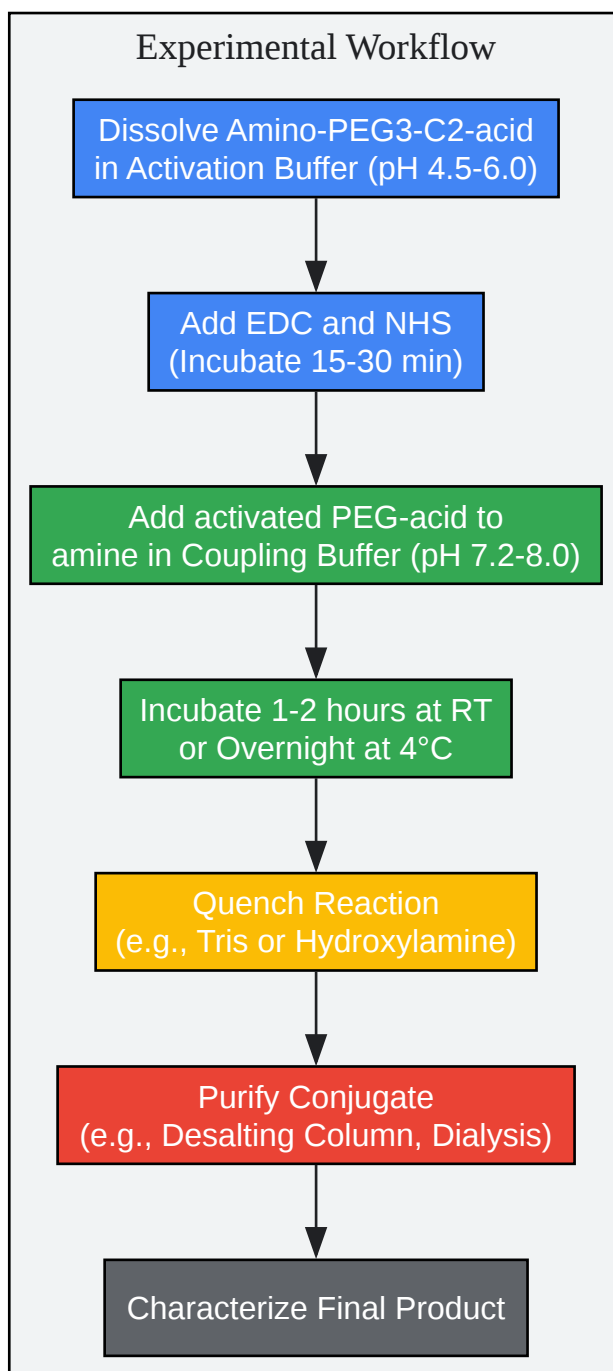 Experimental Workflow
Dissolve Amino-PEG3-C2-acid
in Activation Buffer (pH 4.5-6.0)
Add EDC and NHS
(Incubate 15-30 min)
Add activated PEG-acid to
amine in Coupling Buffer (pH 7.2-8.0)
Incubate 1-2 hours at RT
or Overnight at 4°C
Quench Reaction
(e.g., Tris or Hydroxylamine)
Purify Conjugate
(e.g., Desalting Column, Dialysis)
Characterize Final Product